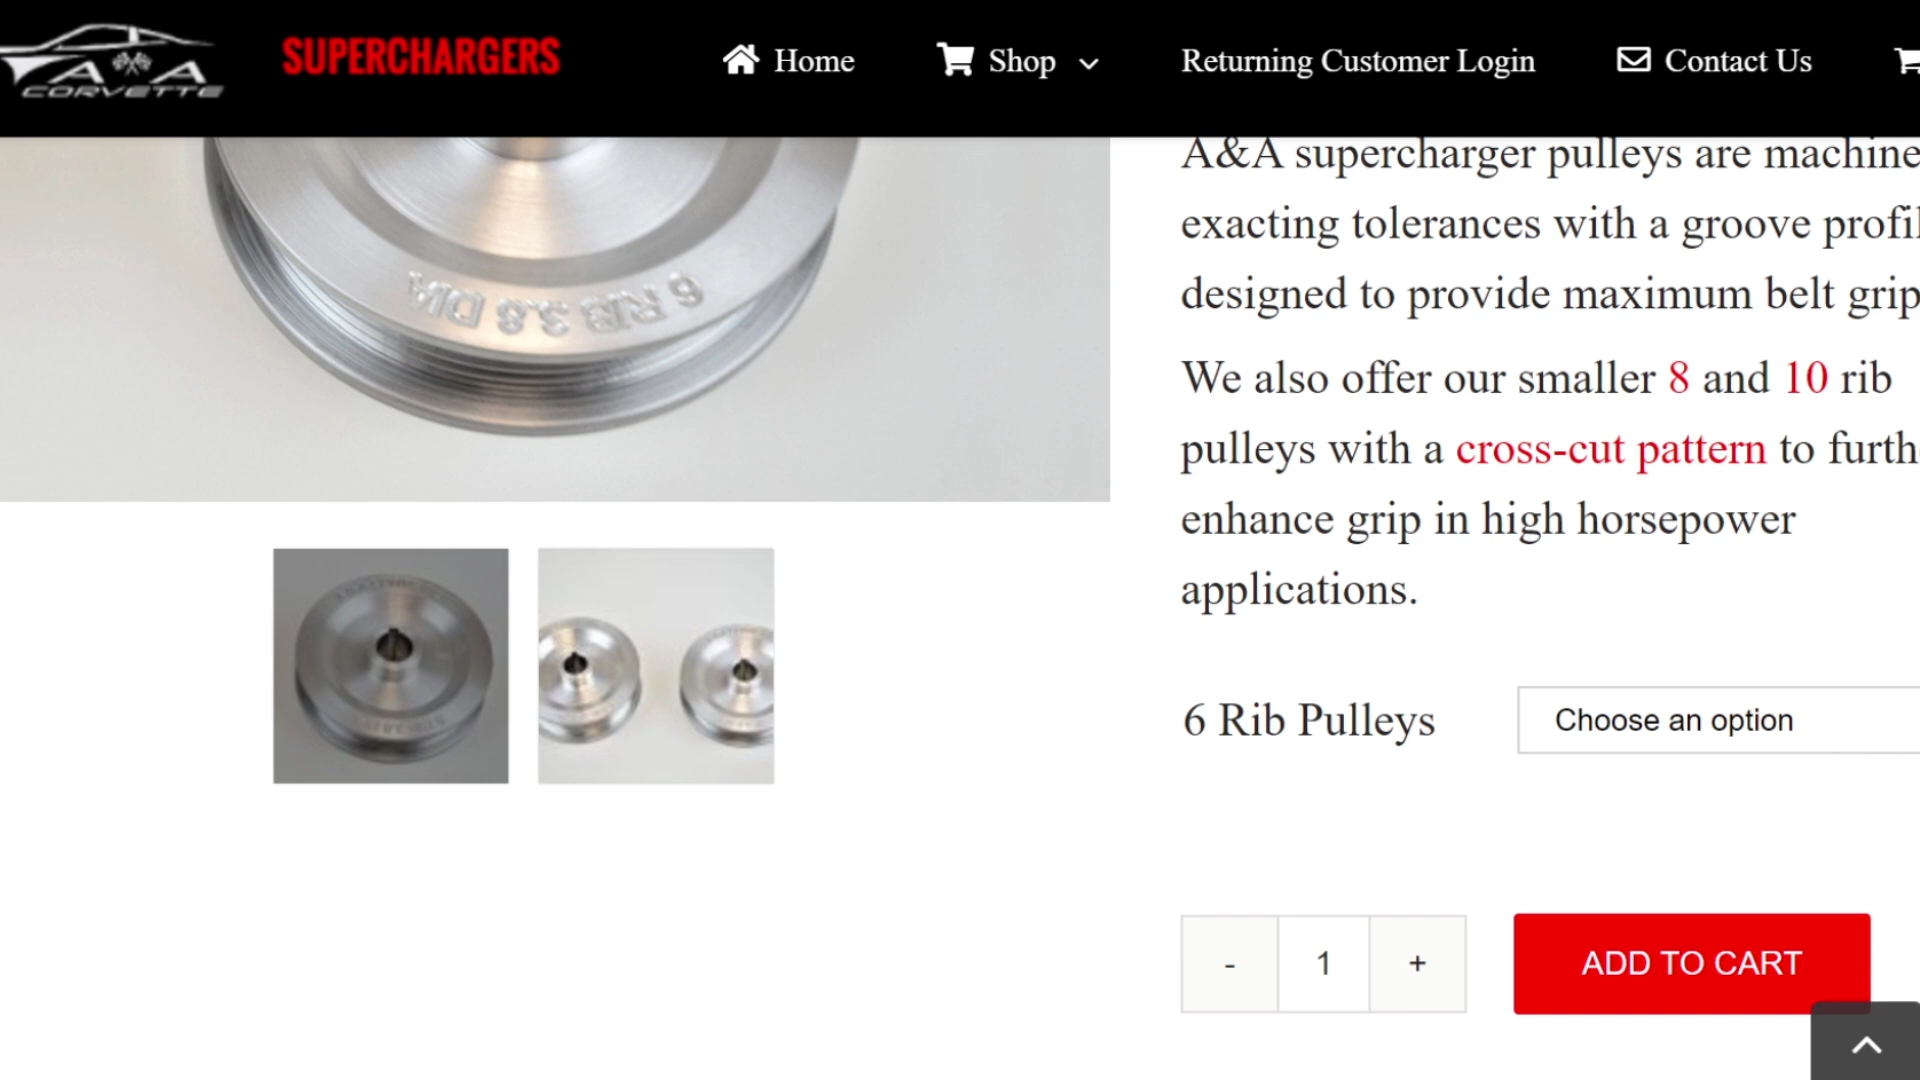 A&A
CORVETTE
SUPERCHARGERS
Home
Shop
Returning Customer Login
Contact Us
A&A supercharger pulleys are machine
exacting tolerances with a groove profil
designed to provide maximum belt grip
We also offer our smaller 8 and 10 rib
pulleys with a cross-cut pattern to furth
enhance grip in high horsepower
applications.
6 RIB 3.8 DIA
6 Rib Pulleys
Choose an option
- 1 +
ADD TO CART